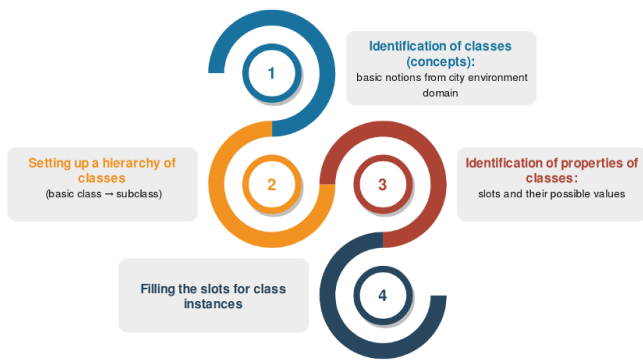 1
Identification of classes
(concepts):
basic notions from city environment
domain
Setting up a hierarchy of
classes
(basic class → subclass)
2
3
Identification of properties of
classes:
slots and their possible values
Filling the slots for class
instances
4